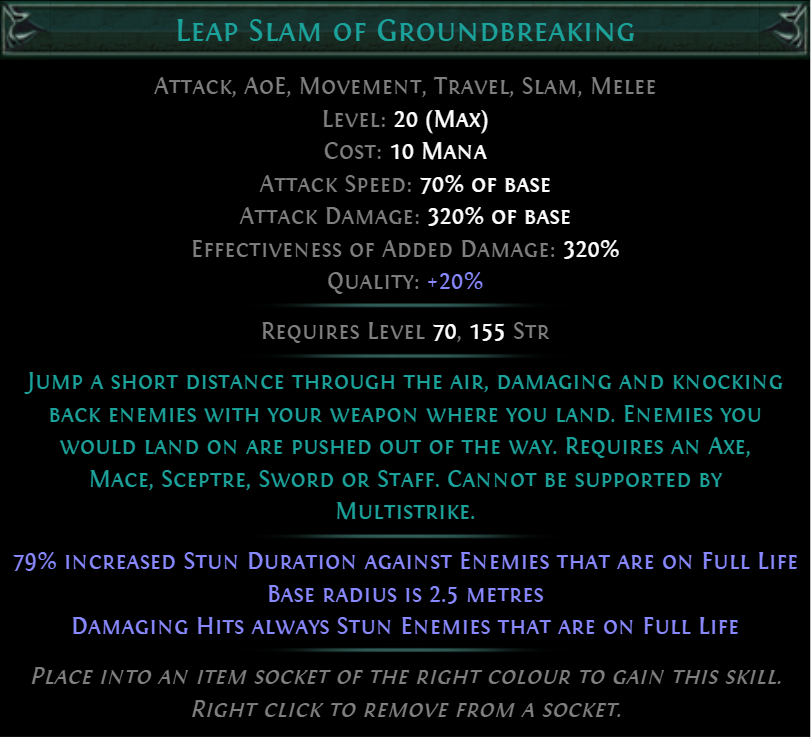 Leap Slam of Groundbreaking
Attack, AoE, Movement, Travel, Slam, Melee
Level: 20 (Max)
Cost: 10 Mana
Attack Speed: 70% of base
Attack Damage: 320% of base
Effectiveness of Added Damage: 320%
Quality: +20%
Requires Level 70, 155 Str
Jump a short distance through the air, damaging and knocking
back enemies with your weapon where you land. Enemies you
would land on are pushed out of the way. Requires an Axe,
Mace, Sceptre, Sword or Staff. Cannot be supported by
Multistrike.
79% increased Stun Duration against Enemies that are on Full Life
Base radius is 2.5 metres
Damaging Hits always Stun Enemies that are on Full Life
Place into an item socket of the right colour to gain this skill.
Right click to remove from a socket.